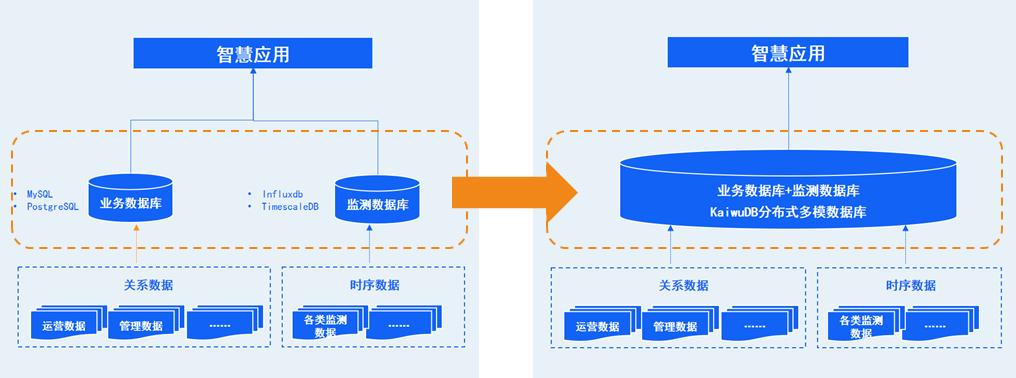 智慧应用
• MySQL
• PostgreSQL
业务数据库
• Influxdb
• TimescaleDB
监测数据库
关系数据
运营数据
管理数据
……
时序数据
各类监测
数据
……
智慧应用
业务数据库+监测数据库
KaiwuDB分布式多模数据库
关系数据
运营数据
管理数据
……
时序数据
各类监测
数据
……